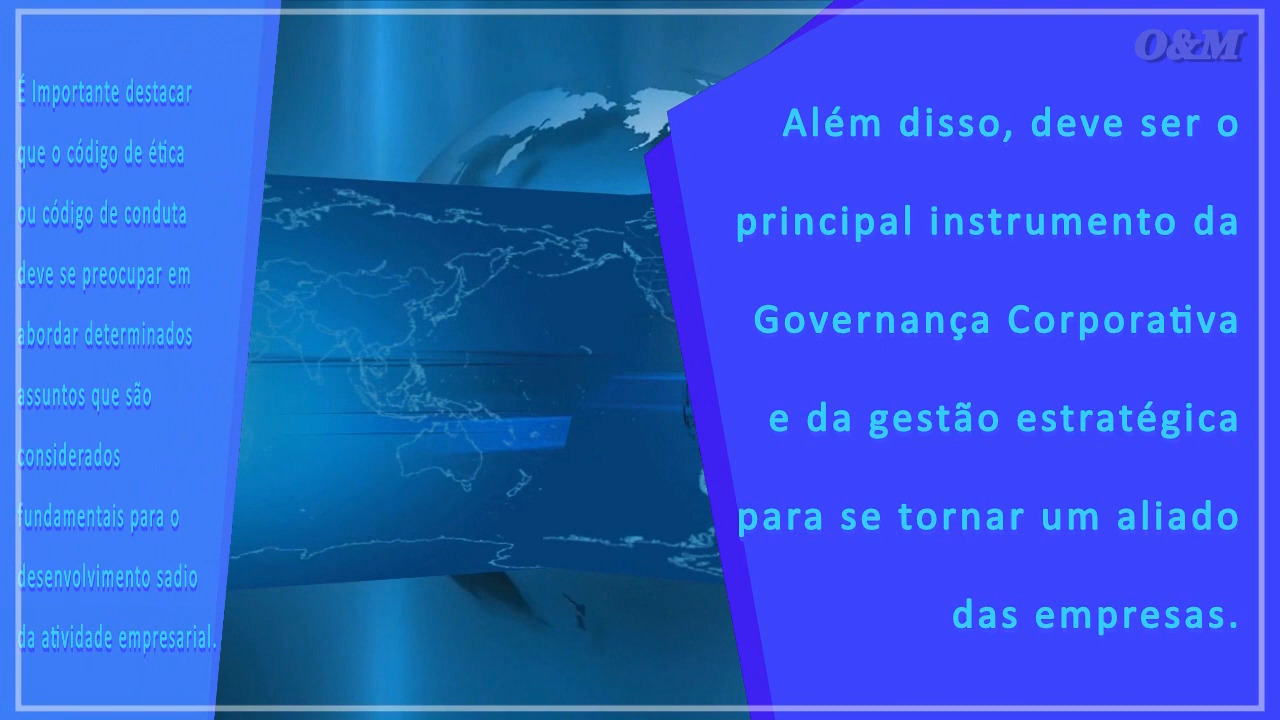 É Importante destacar
que o código de ética
ou código de conduta
deve se preocupar em
abordar determinados
assuntos que são
considerados
fundamentais para o
desenvolvimento sadio
da atividade empresarial.
O&M
Além disso, deve ser o
principal instrumento da
Governança Corporativa
e da gestão estratégica
para se tornar um aliado
das empresas.